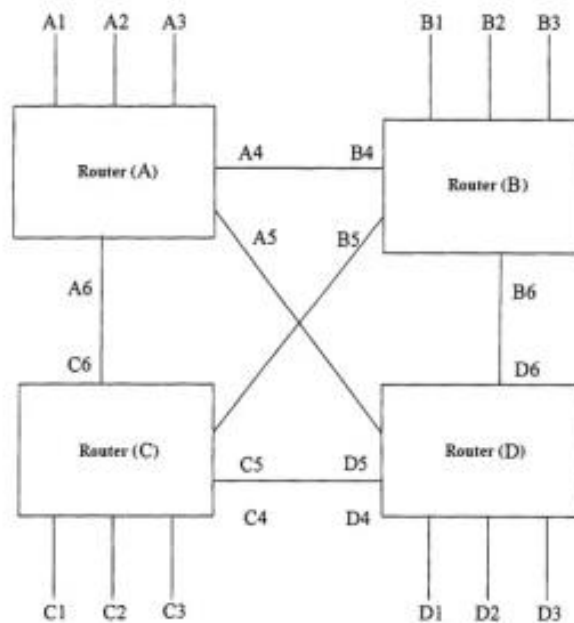 A1 A2 A3 B1 B2 B3
Router (A)
Router (B)
A4 B4
A5 B5
A6
B6
C6
D6
Router (C)
Router (D)
C5 D5
C4 D4
C1 C2 C3 D1 D2 D3